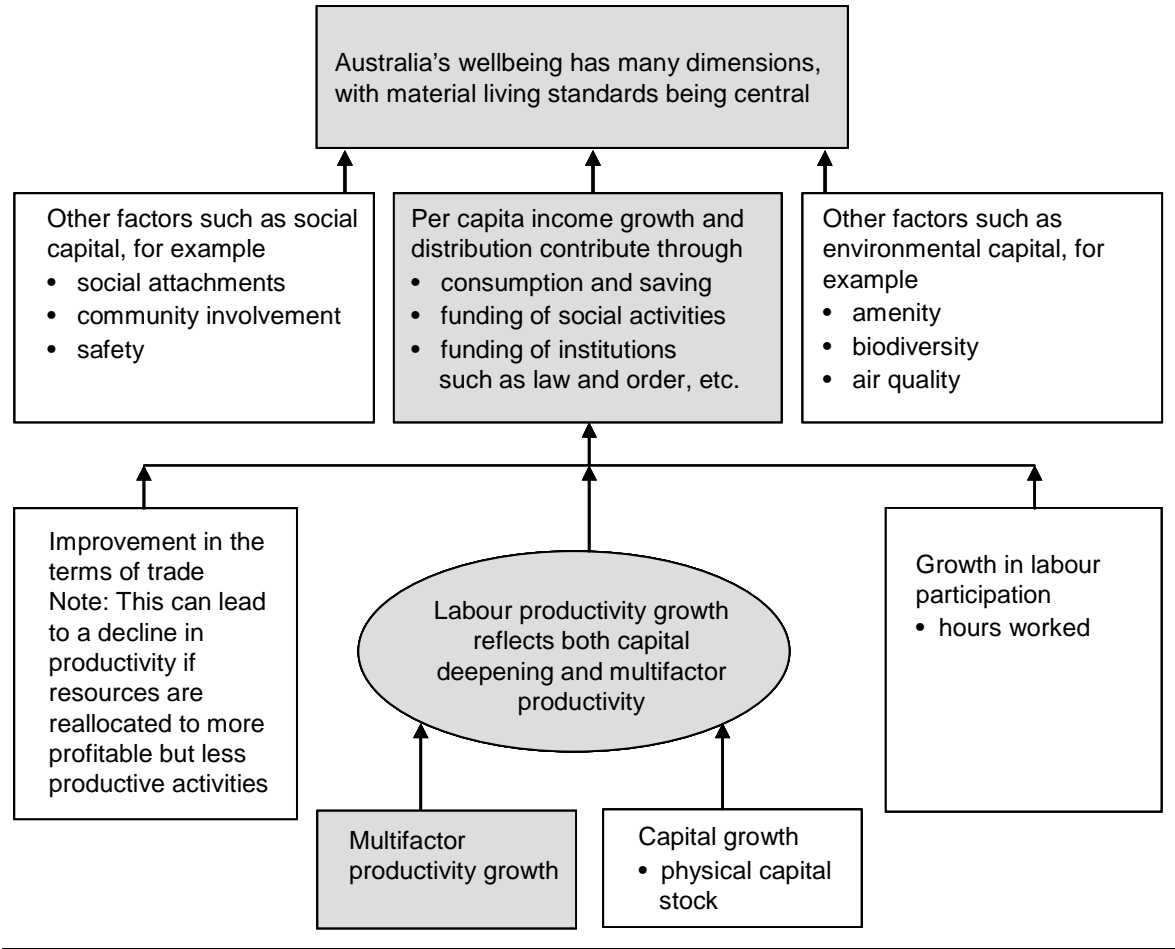 Australia's wellbeing has many dimensions,
with material living standards being central
Other factors such as social
capital, for example
• social attachments
• community involvement
• safety
Per capita income growth and
distribution contribute through
• consumption and saving
• funding of social activities
• funding of institutions
such as law and order, etc.
Other factors such as
environmental capital, for
example
• amenity
• biodiversity
• air quality
Improvement in the
terms of trade
Note: This can lead
to a decline in
productivity if
resources are
reallocated to more
profitable but less
productive activities
Labour productivity growth
reflects both capital
deepening and multifactor
productivity
Growth in labour
participation
• hours worked
Multifactor
productivity growth
Capital growth
• physical capital
stock